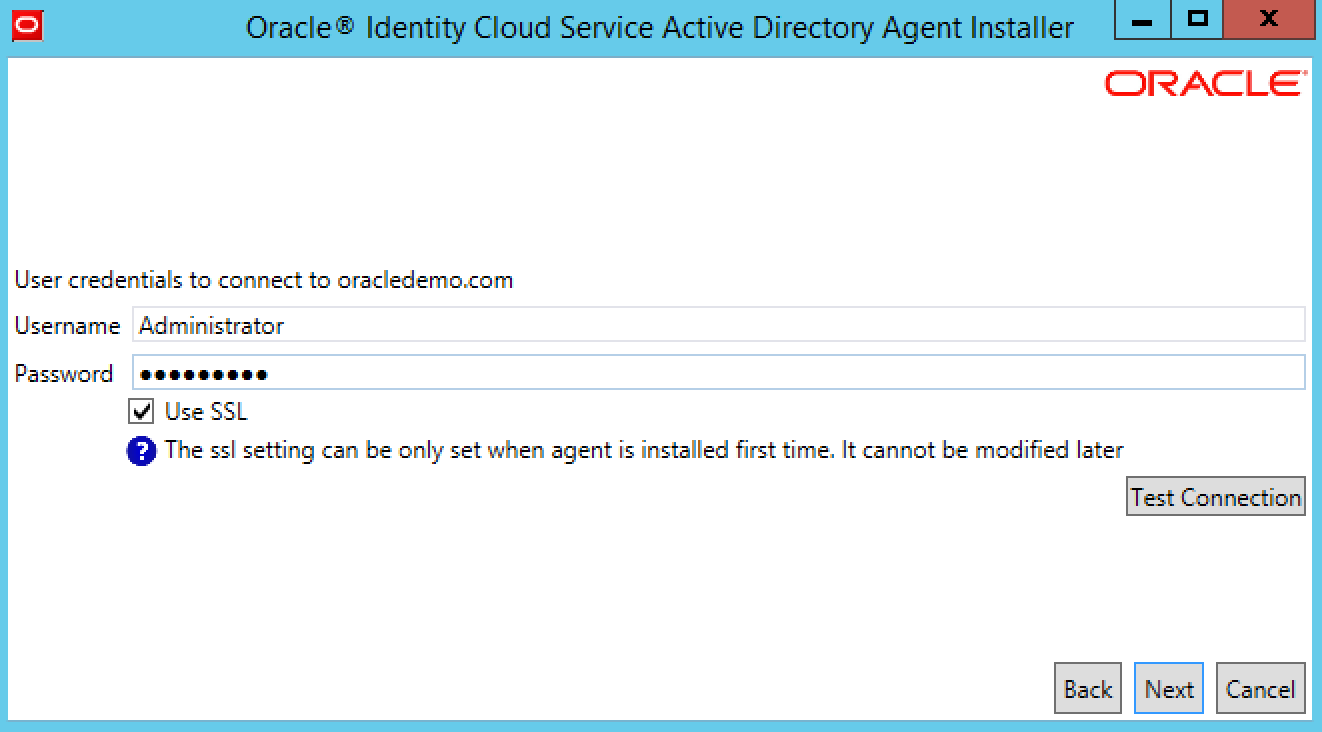 Oracle® Identity Cloud Service Active Directory Agent Installer
X
ORACLE®
User credentials to connect to oracledemo.com
Username Administrator
Password •••••••••
Use SSL
? The ssl setting can be only set when agent is installed first time. It cannot be modified later
Test Connection
Back Next Cancel